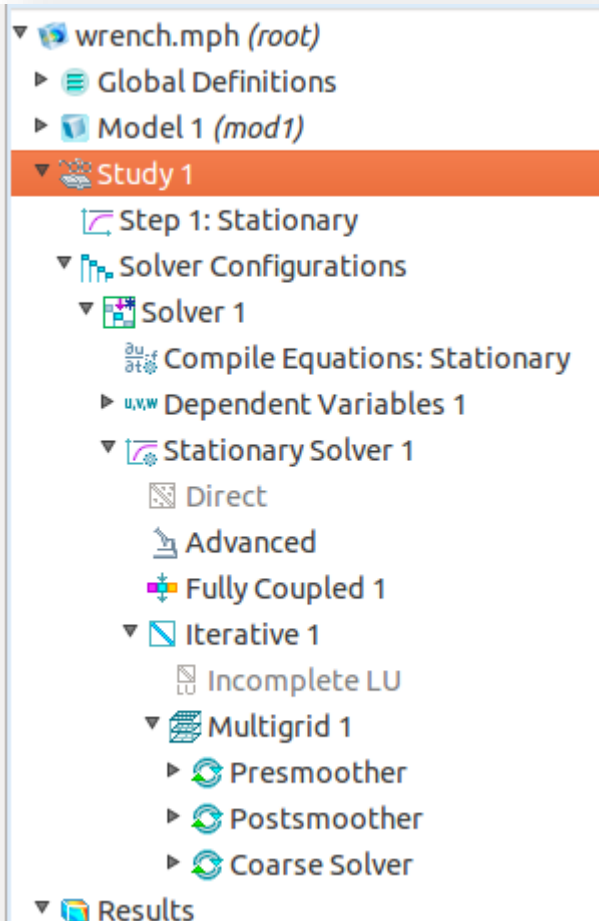 wrench.mph (root)
Global Definitions
Model 1 (mod1)
Study 1
Step 1: Stationary
Solver Configurations
Solver 1
Compile Equations: Stationary
u,v,w Dependent Variables 1
Stationary Solver 1
Direct
Advanced
Fully Coupled 1
Iterative 1
LU Incomplete LU
Multigrid 1
Presmoother
Postsmoother
Coarse Solver
Results